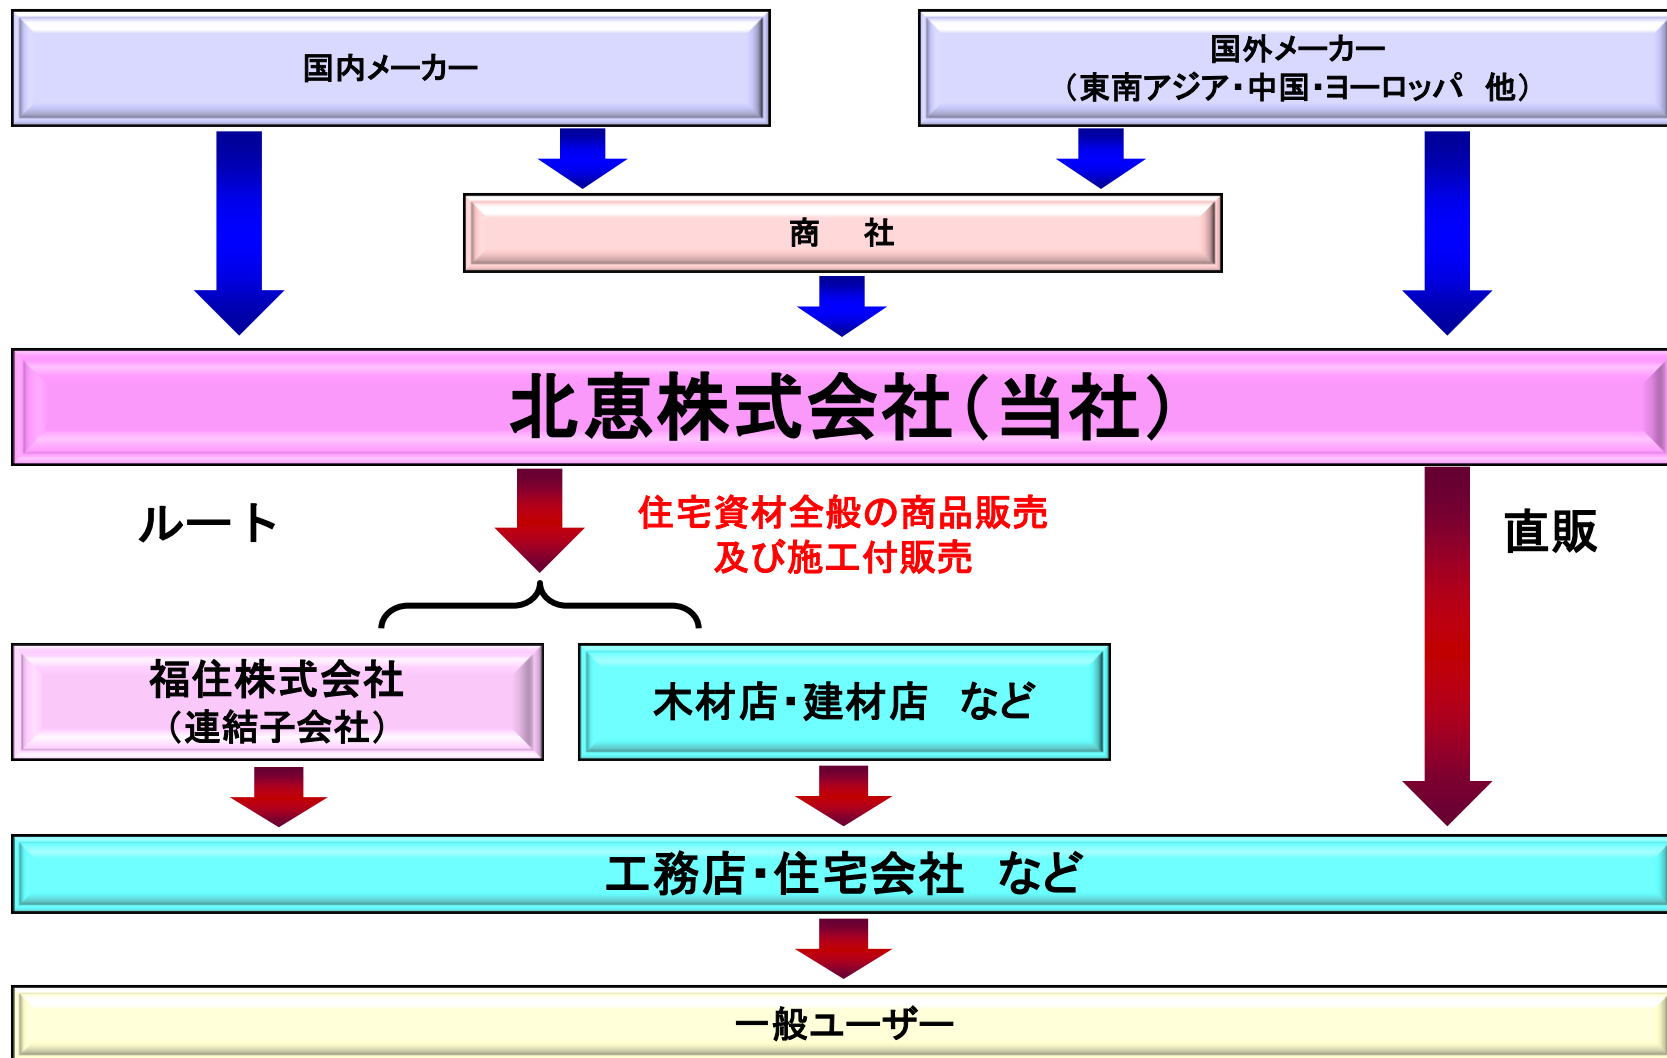 国内メーカー
国外メーカー
（東南アジア・中国・ヨーロッパ　他）
商　社
北恵株式会社（当社）
ルート
住宅資材全般の商品販売
及び施工付販売
直販
福住株式会社
（連結子会社）
木材店・建材店　など
工務店・住宅会社　など
一般ユーザー